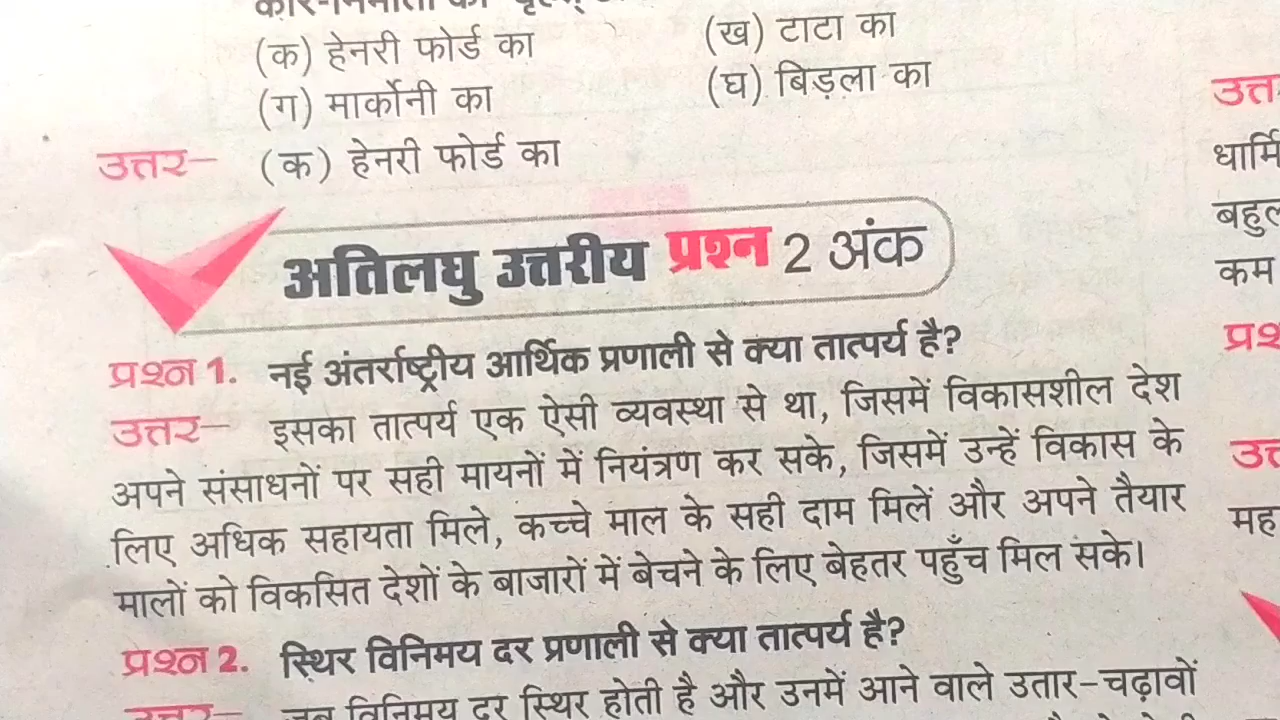 (क) हेनरी फोर्ड का (ख) टाटा का
(ग) मार्कोनी का (घ) बिड़ला का
उत्तर– (क) हेनरी फोर्ड का
अतिलघु उत्तरीय प्रश्न 2 अंक
प्रश्न 1. नई अंतर्राष्ट्रीय आर्थिक प्रणाली से क्या तात्पर्य है?
उत्तर– इसका तात्पर्य एक ऐसी व्यवस्था से था, जिसमें विकासशील देश
अपने संसाधनों पर सही मायनों में नियंत्रण कर सके, जिसमें उन्हें विकास के
लिए अधिक सहायता मिले, कच्चे माल के सही दाम मिलें और अपने तैयार
मालों को विकसित देशों के बाजारों में बेचने के लिए बेहतर पहुँच मिल सके।
प्रश्न 2. स्थिर विनिमय दर प्रणाली से क्या तात्पर्य है?
उत्तर– जब विनिमय दर स्थिर होती है और उनमें आने वाले उतार-चढ़ावों
धार्मि
बहुल
कम
मह